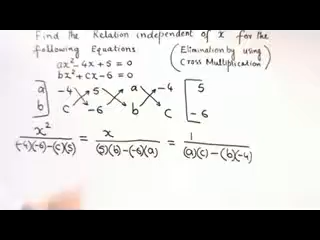 Find the Relation independent of x for the
following Equations (Elimination by using
ax²-4x+5=0 Cross Multiplication)
bx²+cx-6=0
a -4 5 a -4 5
b c -6 b c -6
x² / (-4)(-6)-(c)(5) = x / (5)(b)-(-6)(a) = 1 / (a)(c)-(b)(-4)